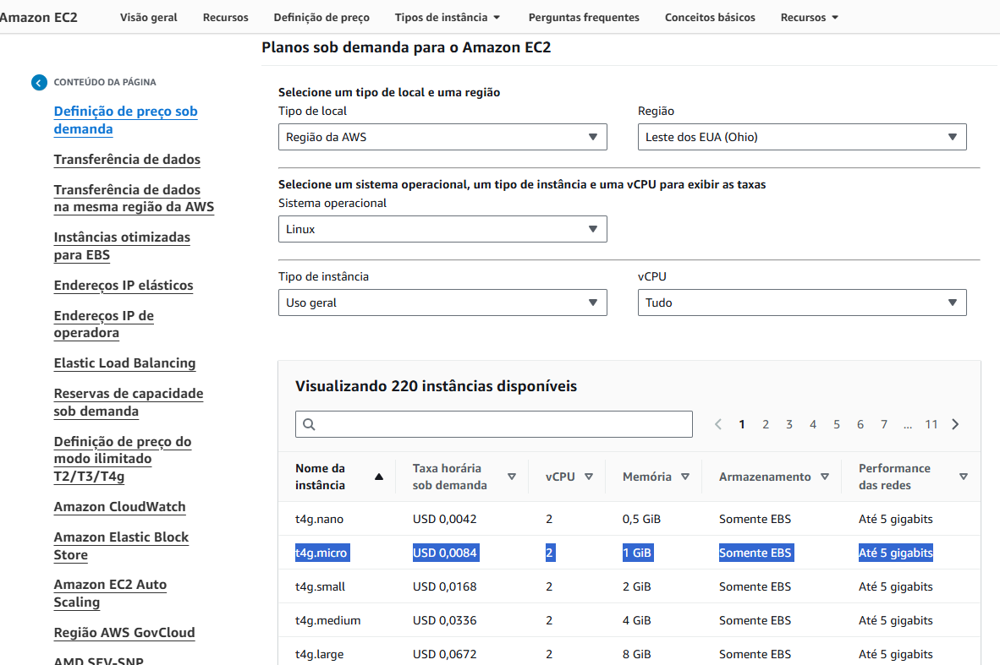 Amazon EC2 Visão geral Recursos Definição de preço Tipos de instância Perguntas frequentes Conceitos básicos Recursos
CONTEÚDO DA PÁGINA
Definição de preço sob
demanda
Transferência de dados
Transferência de dados
na mesma região da AWS
Instâncias otimizadas
para EBS
Endereços IP elásticos
Endereços IP de
operadora
Elastic Load Balancing
Reservas de capacidade
sob demanda
Definição de preço do
modo ilimitado
T2/T3/T4g
Amazon CloudWatch
Amazon Elastic Block
Store
Amazon EC2 Auto
Scaling
Região AWS GovCloud
AMD SEV-SNP
Planos sob demanda para o Amazon EC2
Selecione um tipo de local e uma região
Tipo de local Região
Região da AWS Leste dos EUA (Ohio)
Selecione um sistema operacional, um tipo de instância e uma vCPU para exibir as taxas
Sistema operacional
Linux
Tipo de instância vCPU
Uso geral Tudo
Visualizando 220 instâncias disponíveis
1 2 3 4 5 6 7 ... 11
Nome da instância Taxa horária sob demanda vCPU Memória Armazenamento Performance das redes
t4g.nano USD 0,0042 2 0,5 GiB Somente EBS Até 5 gigabits
t4g.micro USD 0,0084 2 1 GiB Somente EBS Até 5 gigabits
t4g.small USD 0,0168 2 2 GiB Somente EBS Até 5 gigabits
t4g.medium USD 0,0336 2 4 GiB Somente EBS Até 5 gigabits
t4g.large USD 0,0672 2 8 GiB Somente EBS Até 5 gigabits